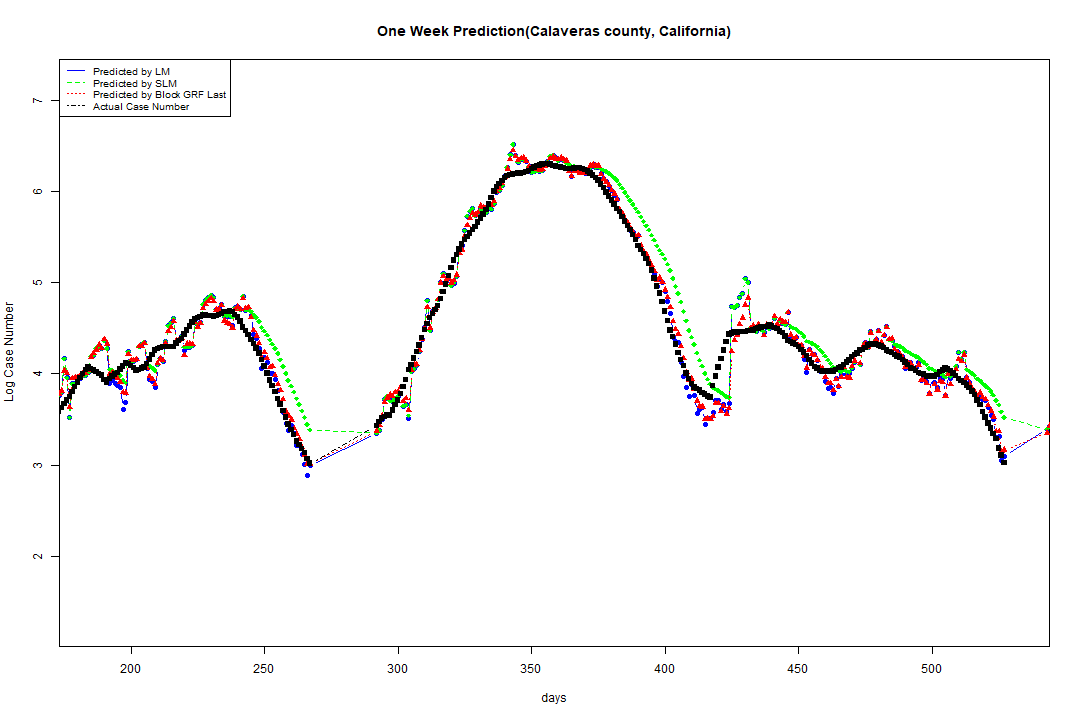 One Week Prediction(Calaveras county, California)
Predicted by LM
Predicted by SLM
Predicted by Block GRF Last
Actual Case Number
7
6
5
4
3
2
Log Case Number
200 250 300 350 400 450 500
days